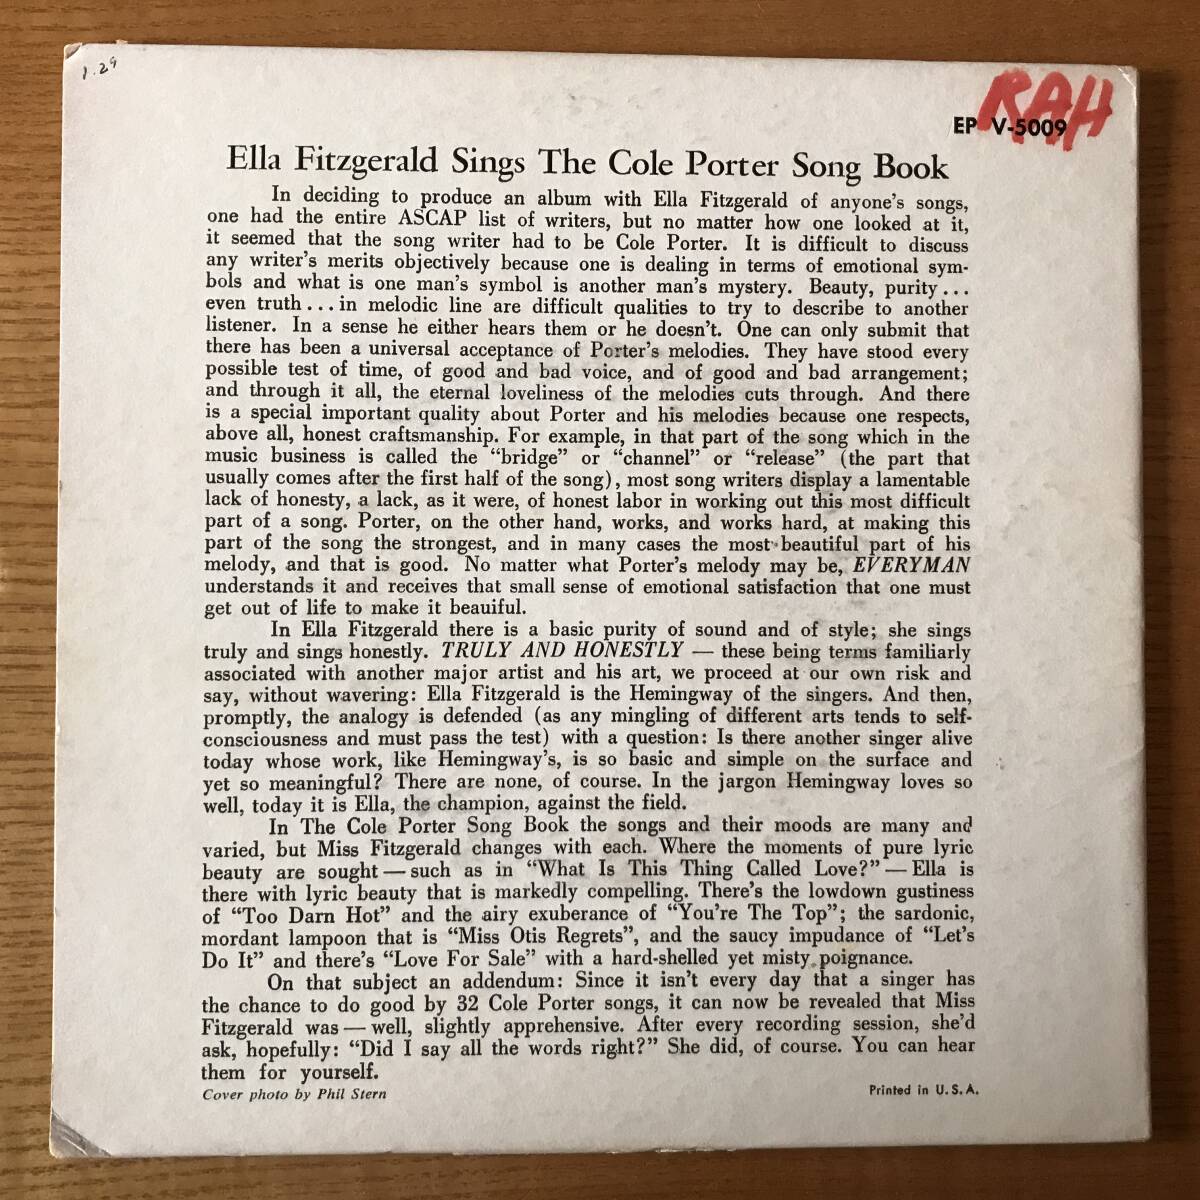 1.29
RAH
EP V-5009
Ella Fitzgerald Sings The Cole Porter Song Book
In deciding to produce an album with Ella Fitzgerald of anyone's songs,
one had the entire ASCAP list of writers, but no matter how one looked at it,
it seemed that the song writer had to be Cole Porter. It is difficult to discuss
any writer's merits objectively because one is dealing in terms of emotional sym-
bols and what is one man's symbol is another man's mystery. Beauty, purity...
even truth...in melodic line are difficult qualities to try to describe to another
listener. In a sense he either hears them or he doesn't. One can only submit that
there has been a universal acceptance of Porter's melodies. They have stood every
possible test of time, of good and bad voice, and of good and bad arrangement;
and through it all, the eternal loveliness of the melodies cuts through. And there
is a special important quality about Porter and his melodies because one respects,
above all, honest craftsmanship. For example, in that part of the song which in the
music business is called the “bridge” or “channel” or “release” (the part that
usually comes after the first half of the song), most song writers display a lamentable
lack of honesty, a lack, as it were, of honest labor in working out this most difficult
part of a song. Porter, on the other hand, works, and works hard, at making this
part of the song the strongest, and in many cases the most beautiful part of his
melody, and that is good. No matter what Porter's melody may be, EVERYMAN
understands it and receives that small sense of emotional satisfaction that one must
get out of life to make it beauiful.
In Ella Fitzgerald there is a basic purity of sound and of style; she sings
truly and sings honestly. TRULY AND HONESTLY — these being terms familiarly
associated with another major artist and his art, we proceed at our own risk and
say, without wavering: Ella Fitzgerald is the Hemingway of the singers. And then,
promptly, the analogy is defended (as any mingling of different arts tends to self-
consciousness and must pass the test) with a question: Is there another singer alive
today whose work, like Hemingway's, is so basic and simple on the surface and
yet so meaningful? There are none, of course. In the jargon Hemingway loves so
well, today it is Ella, the champion, against the field.
In The Cole Porter Song Book the songs and their moods are many and
varied, but Miss Fitzgerald changes with each. Where the moments of pure lyric
beauty are sought — such as in “What Is This Thing Called Love?” — Ella is
there with lyric beauty that is markedly compelling. There's the lowdown gustiness
of “Too Darn Hot” and the airy exuberance of “You're The Top”; the sardonic,
mordant lampoon that is “Miss Otis Regrets”, and the saucy impudance of “Let's
Do It” and there's “Love For Sale” with a hard-shelled yet misty poignance.
On that subject an addendum: Since it isn't every day that a singer has
the chance to do good by 32 Cole Porter songs, it can now be revealed that Miss
Fitzgerald was — well, slightly apprehensive. After every recording session, she'd
ask, hopefully: “Did I say all the words right?” She did, of course. You can hear
them for yourself.
Cover photo by Phil Stern
Printed in U.S.A.